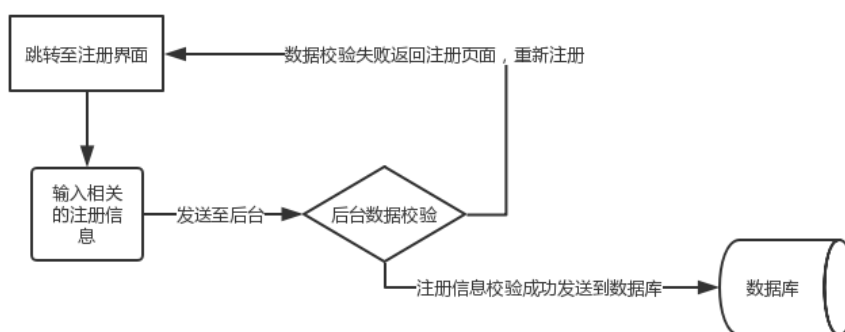 跳转至注册界面
数据校验失败返回注册页面，重新注册
输入相关
的注册信
息
发送至后台
后台数据校验
注册信息校验成功发送到数据库
数据库